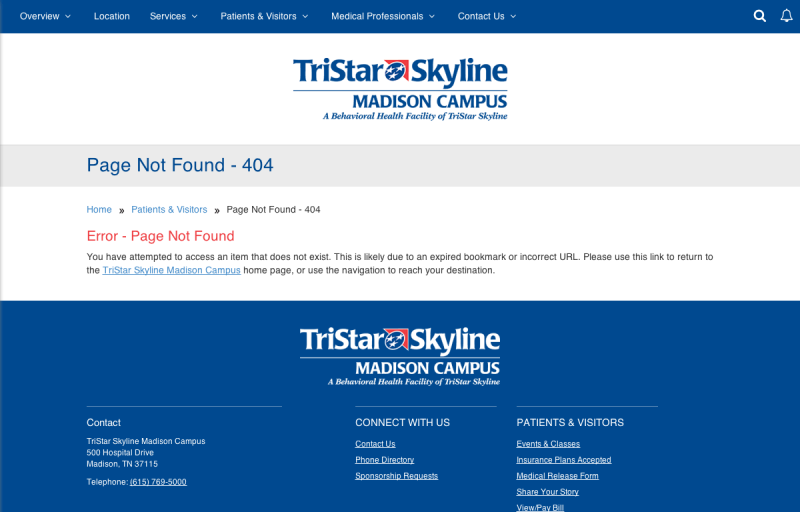 Overview Location Services Patients & Visitors Medical Professionals Contact Us
TriStar Skyline
MADISON CAMPUS
A Behavioral Health Facility of TriStar Skyline
Page Not Found - 404
Home » Patients & Visitors » Page Not Found - 404
Error - Page Not Found
You have attempted to access an item that does not exist. This is likely due to an expired bookmark or incorrect URL. Please use this link to return to
the TriStar Skyline Madison Campus home page, or use the navigation to reach your destination.
TriStar Skyline
MADISON CAMPUS
A Behavioral Health Facility of TriStar Skyline
Contact
TriStar Skyline Madison Campus
500 Hospital Drive
Madison, TN 37115
Telephone: (615) 769-5000
CONNECT WITH US
Contact Us
Phone Directory
Sponsorship Requests
PATIENTS & VISITORS
Events & Classes
Insurance Plans Accepted
Medical Release Form
Share Your Story
View/Pay Bill